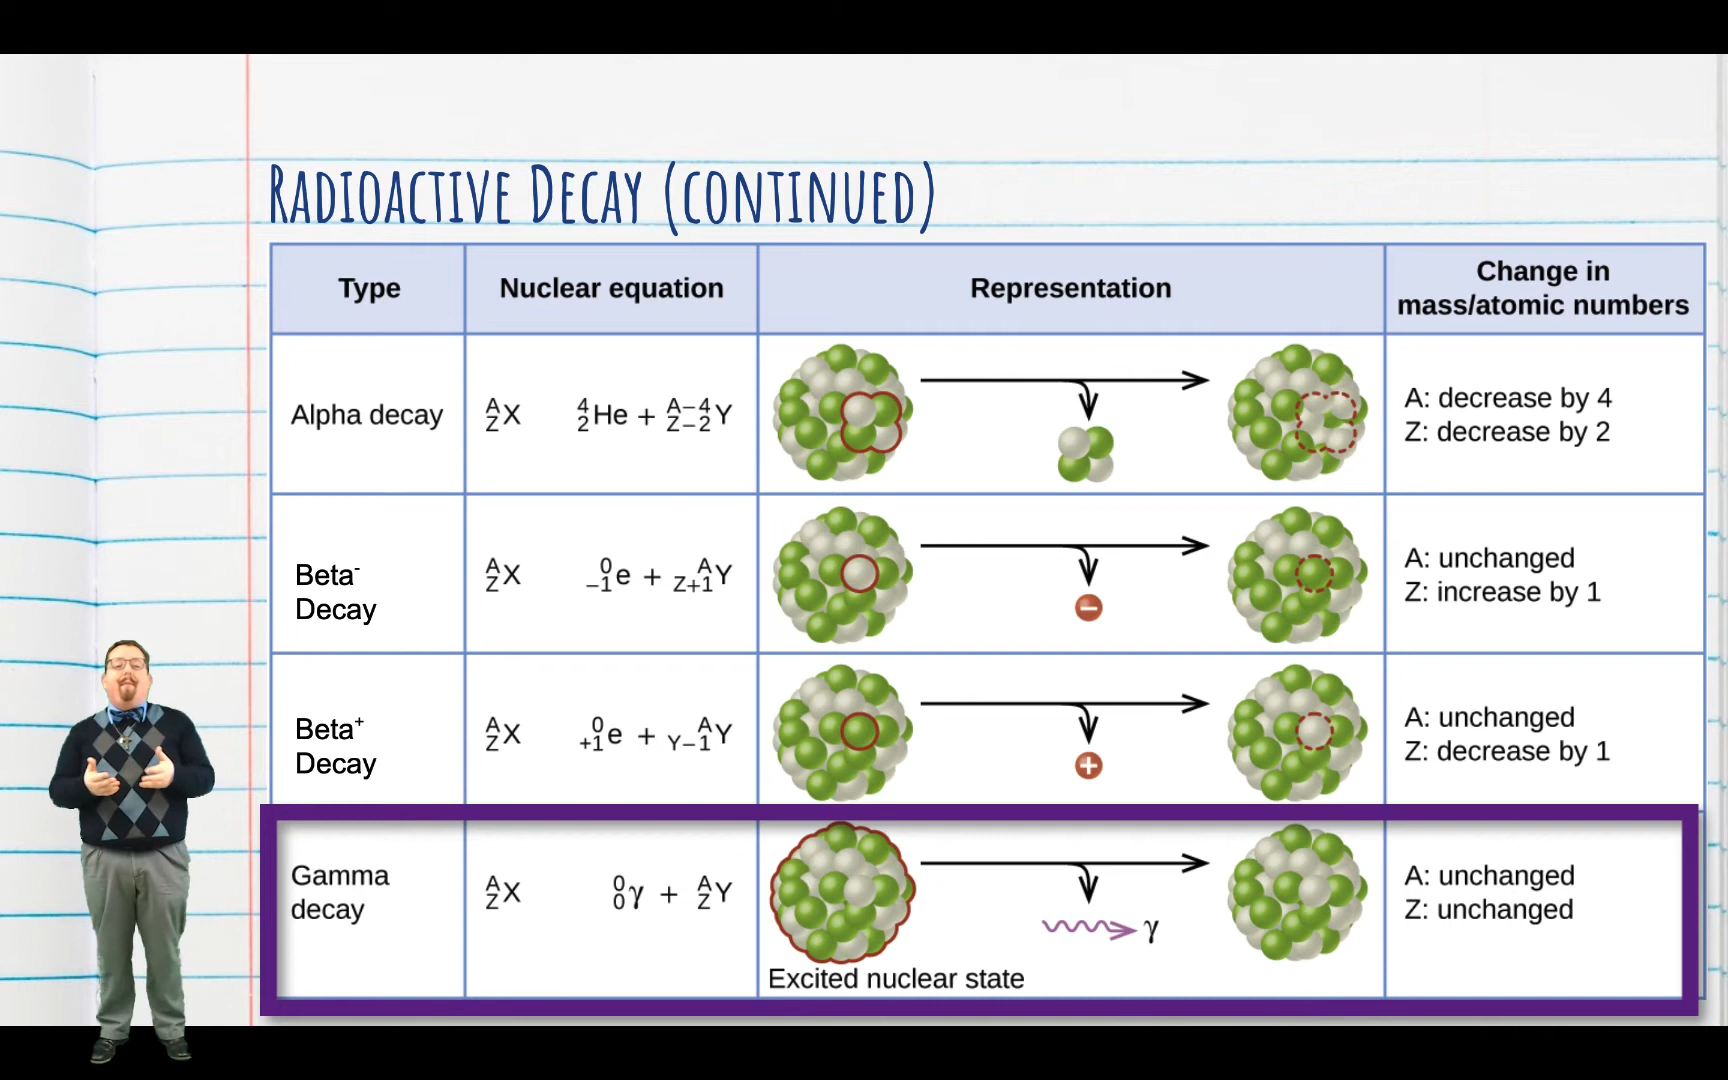 RADIOACTIVE DECAY (CONTINUED)
Type
Nuclear equation
Representation
Change in
mass/atomic numbers
Alpha decay
A Z X 4 2 He + A−4 Z−2 Y
A: decrease by 4
Z: decrease by 2
Beta-
Decay
A Z X 0 −1 e + A Z+1 Y
−
A: unchanged
Z: increase by 1
Beta+
Decay
A Z X 0 +1 e + A Y−1 Y
+
A: unchanged
Z: decrease by 1
Gamma
decay
A Z X 0 0 γ + A Z Y
γ
Excited nuclear state
A: unchanged
Z: unchanged